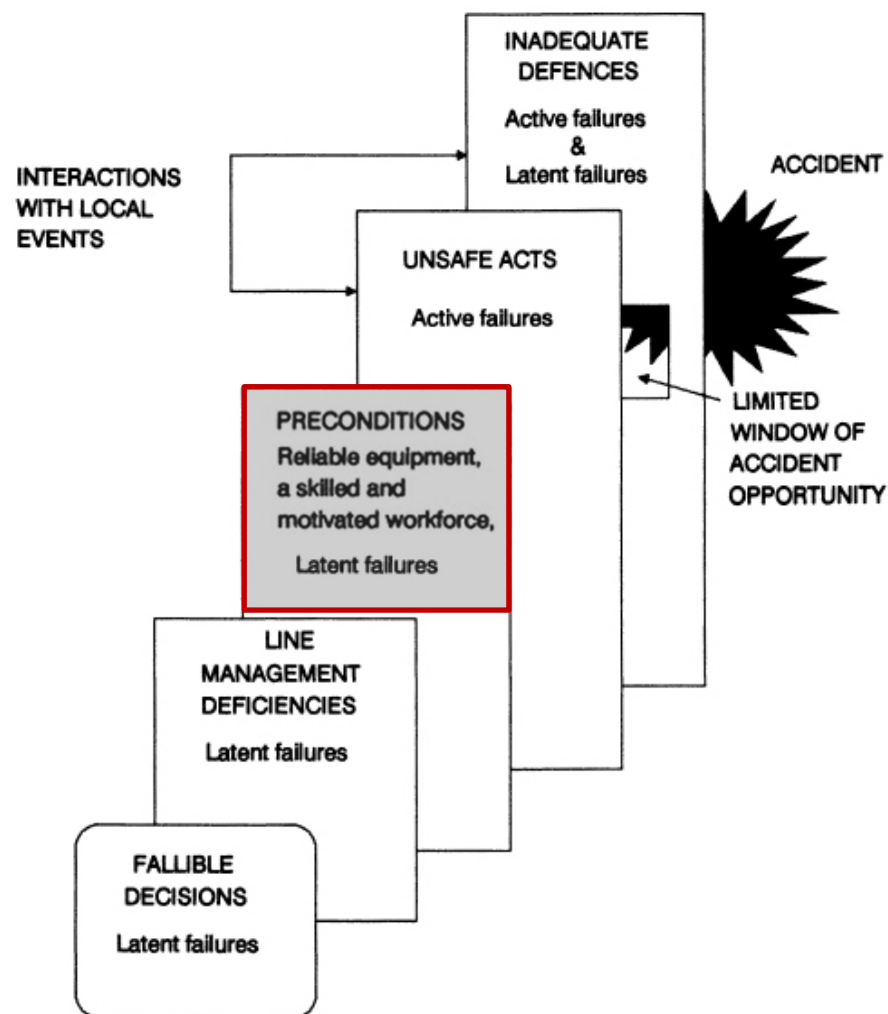 INADEQUATE
DEFENCES
Active failures
&
Latent failures
ACCIDENT
INTERACTIONS
WITH LOCAL
EVENTS
UNSAFE ACTS
Active failures
LIMITED
WINDOW OF
ACCIDENT
OPPORTUNITY
PRECONDITIONS
Reliable equipment,
a skilled and
motivated workforce,
Latent failures
LINE
MANAGEMENT
DEFICIENCIES
Latent failures
FALLIBLE
DECISIONS
Latent failures